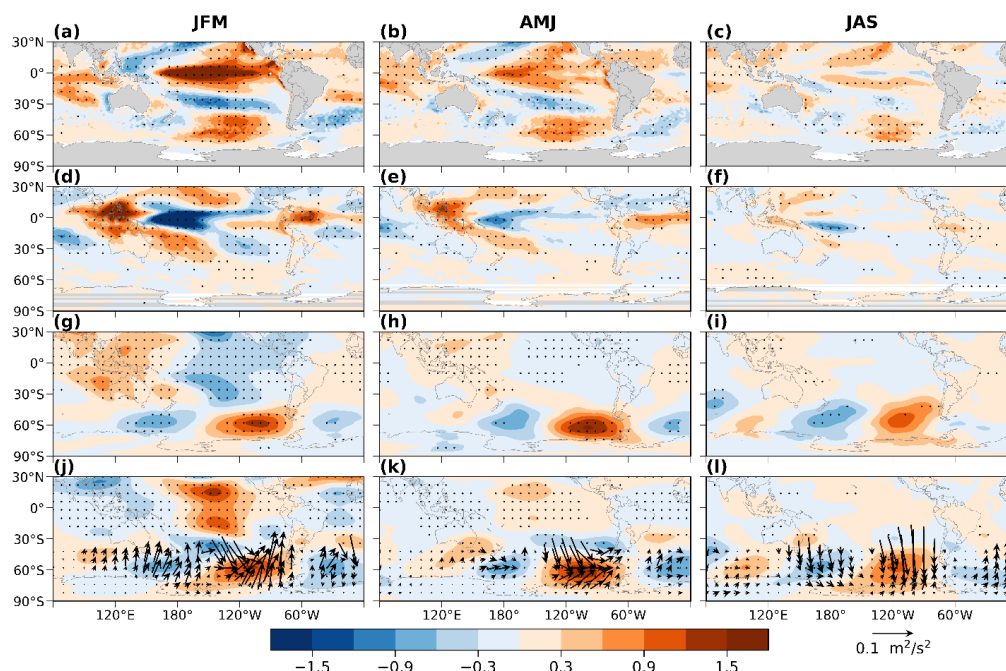 JFM AMJ JAS
(a) (b) (c)
30°N
0°
30°S
60°S
90°S
(d) (e) (f)
30°N
0°
30°S
60°S
90°S
(g) (h) (i)
30°N
0°
30°S
60°S
90°S
(j) (k) (l)
30°N
0°
30°S
60°S
90°S
120°E 180° 120°W 60°W 120°E 180° 120°W 60°W 120°E 180° 120°W 60°W
−1.5 −0.9 −0.3 0.3 0.9 1.5
0.1 m²/s²